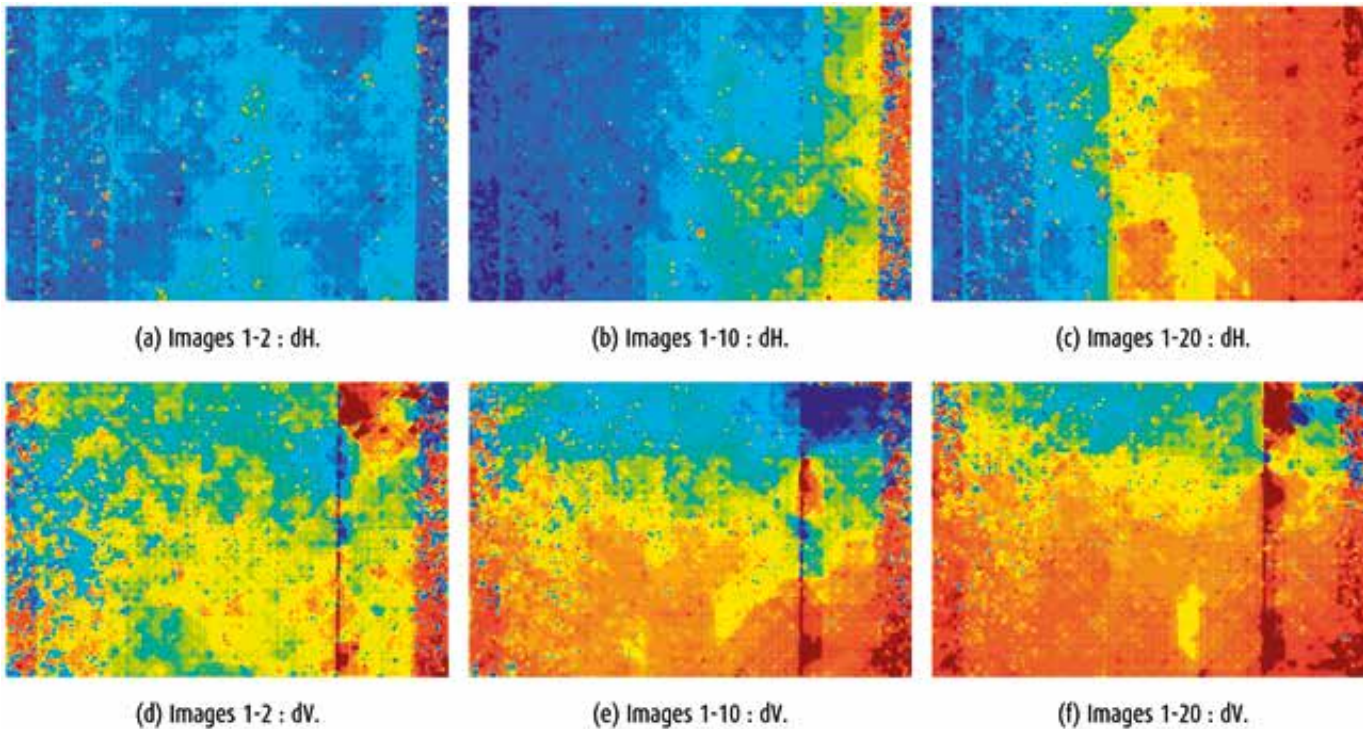 (a) Images 1-2 : dH.
(b) Images 1-10 : dH.
(c) Images 1-20 : dH.
(d) Images 1-2 : dV.
(e) Images 1-10 : dV.
(f) Images 1-20 : dV.